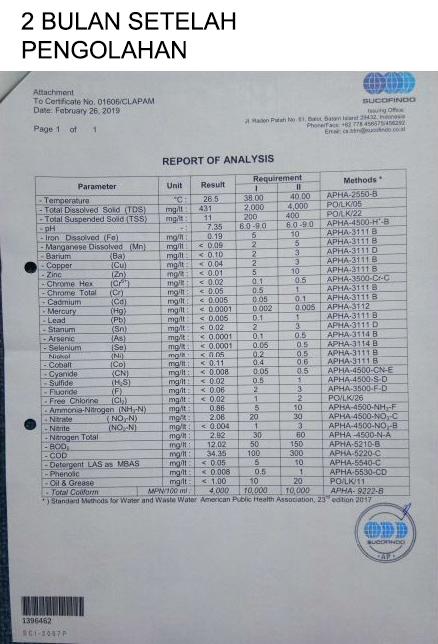 2 BULAN SETELAH
PENGOLAHAN
Attachment
To Certificate No. 01606/CLAPAM
Date: February 26, 2019
Page 1 of 1
SUCOFINDO
Issuing Office:
Jl. Raden Patah No. 61, Baloi, Batam Island 29432, Indonesia
REPORT OF ANALYSIS
Parameter Unit Result Requirement Methods *
I II
- Temperature °C : 26.5 38.00 40.00 APHA-2550-B
- Total Dissolved Solid (TDS) mg/lt : 431 2,000 4,000 PO/LK/05
- Total Suspended Solid (TSS) mg/lt : 11 200 400 PO/LK/22
- pH - : 7.35 6.0 -9.0 6.0 -9.0 APHA-4500-H⁺-B
- Iron Dissolved (Fe) mg/lt : 0.19 5 10 APHA-3111 B
- Manganese Dissolved (Mn) mg/lt : < 0.09 2 5 APHA-3111 B
- Barium (Ba) mg/lt : < 0.10 2 3 APHA-3111 D
- Copper (Cu) mg/lt : < 0.04 2 3 APHA-3111 B
- Zinc (Zn) mg/lt : < 0.01 5 10 APHA-3111 B
- Chrome Hex (Cr⁶⁺) mg/lt : < 0.02 0.1 0.5 APHA-3500-Cr-C
- Chrome Total (Cr) mg/lt : < 0.05 0.5 1 APHA-3111 B
- Cadmium (Cd) mg/lt : < 0.005 0.05 0.1 APHA-3111 B
- Mercury (Hg) mg/lt : < 0.0001 0.002 0.005 APHA-3112
- Lead (Pb) mg/lt : < 0.005 0.1 1 APHA-3111 B
- Stanum (Sn) mg/lt : < 0.02 2 3 APHA-3111 D
- Arsenic (As) mg/lt : < 0.0001 0.1 0.5 APHA-3114 B
- Selenium (Se) mg/lt : < 0.0001 0.05 0.5 APHA-3114 B
Nickel (Ni) mg/lt : < 0.05 0.2 0.5 APHA-3111 B
- Cobalt (Co) mg/lt : < 0.11 0.4 0.6 APHA-3111 B
- Cyanide (CN) mg/lt : < 0.008 0.05 0.5 APHA-4500-CN-E
- Sulfide (H₂S) mg/lt : < 0.02 0.5 1 APHA-4500-S-D
- Fluoride (F) mg/lt : < 0.06 2 3 APHA-3500-F-D
- Free Chlorine (Cl₂) mg/lt : < 0.02 1 2 PO/LK/26
- Ammonia-Nitrogen (NH₃-N) mg/lt : 0.86 5 10 APHA-4500-NH₃-F
- Nitrate (NO₃-N) mg/lt : 2.06 20 30 APHA-4500-NO₃-C
- Nitrite (NO₂-N) mg/lt : < 0.004 1 3 APHA-4500-NO₂-B
- Nitrogen Total mg/lt : 2.92 30 60 APHA -4500-N-A
- BOD₅ mg/lt : 12.02 50 150 APHA-5210-B
- COD mg/lt : 34.35 100 300 APHA-5220-C
- Detergent LAS as MBAS mg/lt : < 0.05 5 10 APHA-5540-C
- Phenolic mg/lt : < 0.008 0.5 1 APHA-5530-CD
- Oil & Grease mg/lt : < 1.00 10 20 PO/LK/11
- Total Coliform MPN/100 ml : 4,000 10,000 10,000 APHA- 9222-B
* ) Standard Methods for Water and Waste Water American Public Health Association, 23ʳᵈ edition 2017
SUCOFINDO
AP
1396462
SCI-2007P